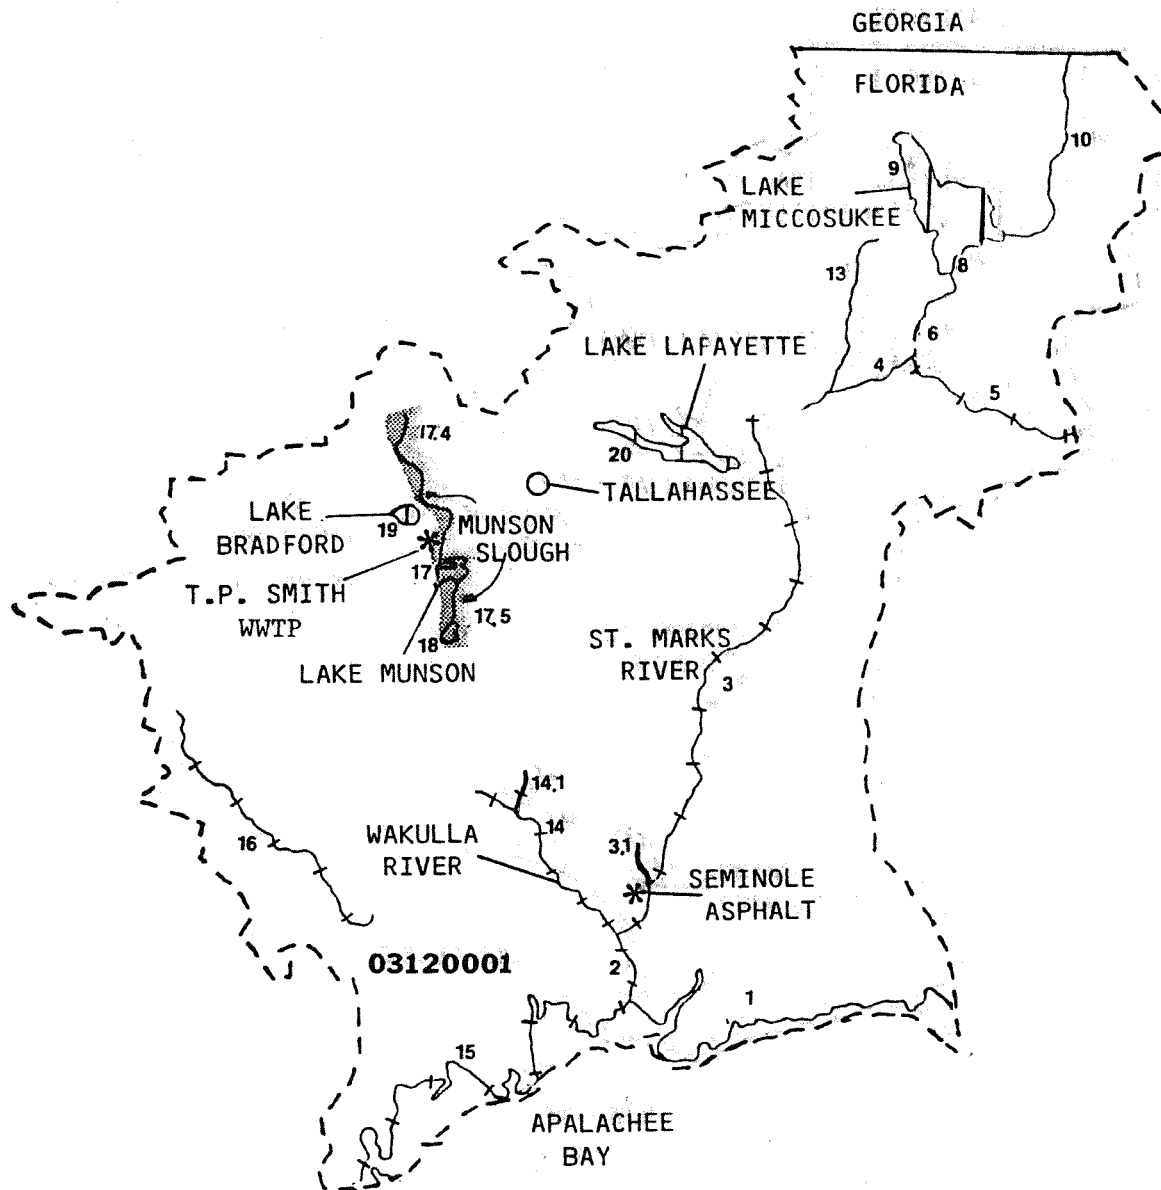 GEORGIA
FLORIDA
10
9
LAKE
MICCOSUKEE
8
13
6
LAKE LAFAYETTE
4
5
17.4
20
TALLAHASSEE
LAKE
BRADFORD
19
MUNSON
SLOUGH
17
T.P. SMITH
WWTP
17.5
18
LAKE MUNSON
ST. MARKS
RIVER
3
14.1
14
16
WAKULLA
RIVER
3.1
SEMINOLE
ASPHALT
03120001
2
1
15
APALACHEE
BAY